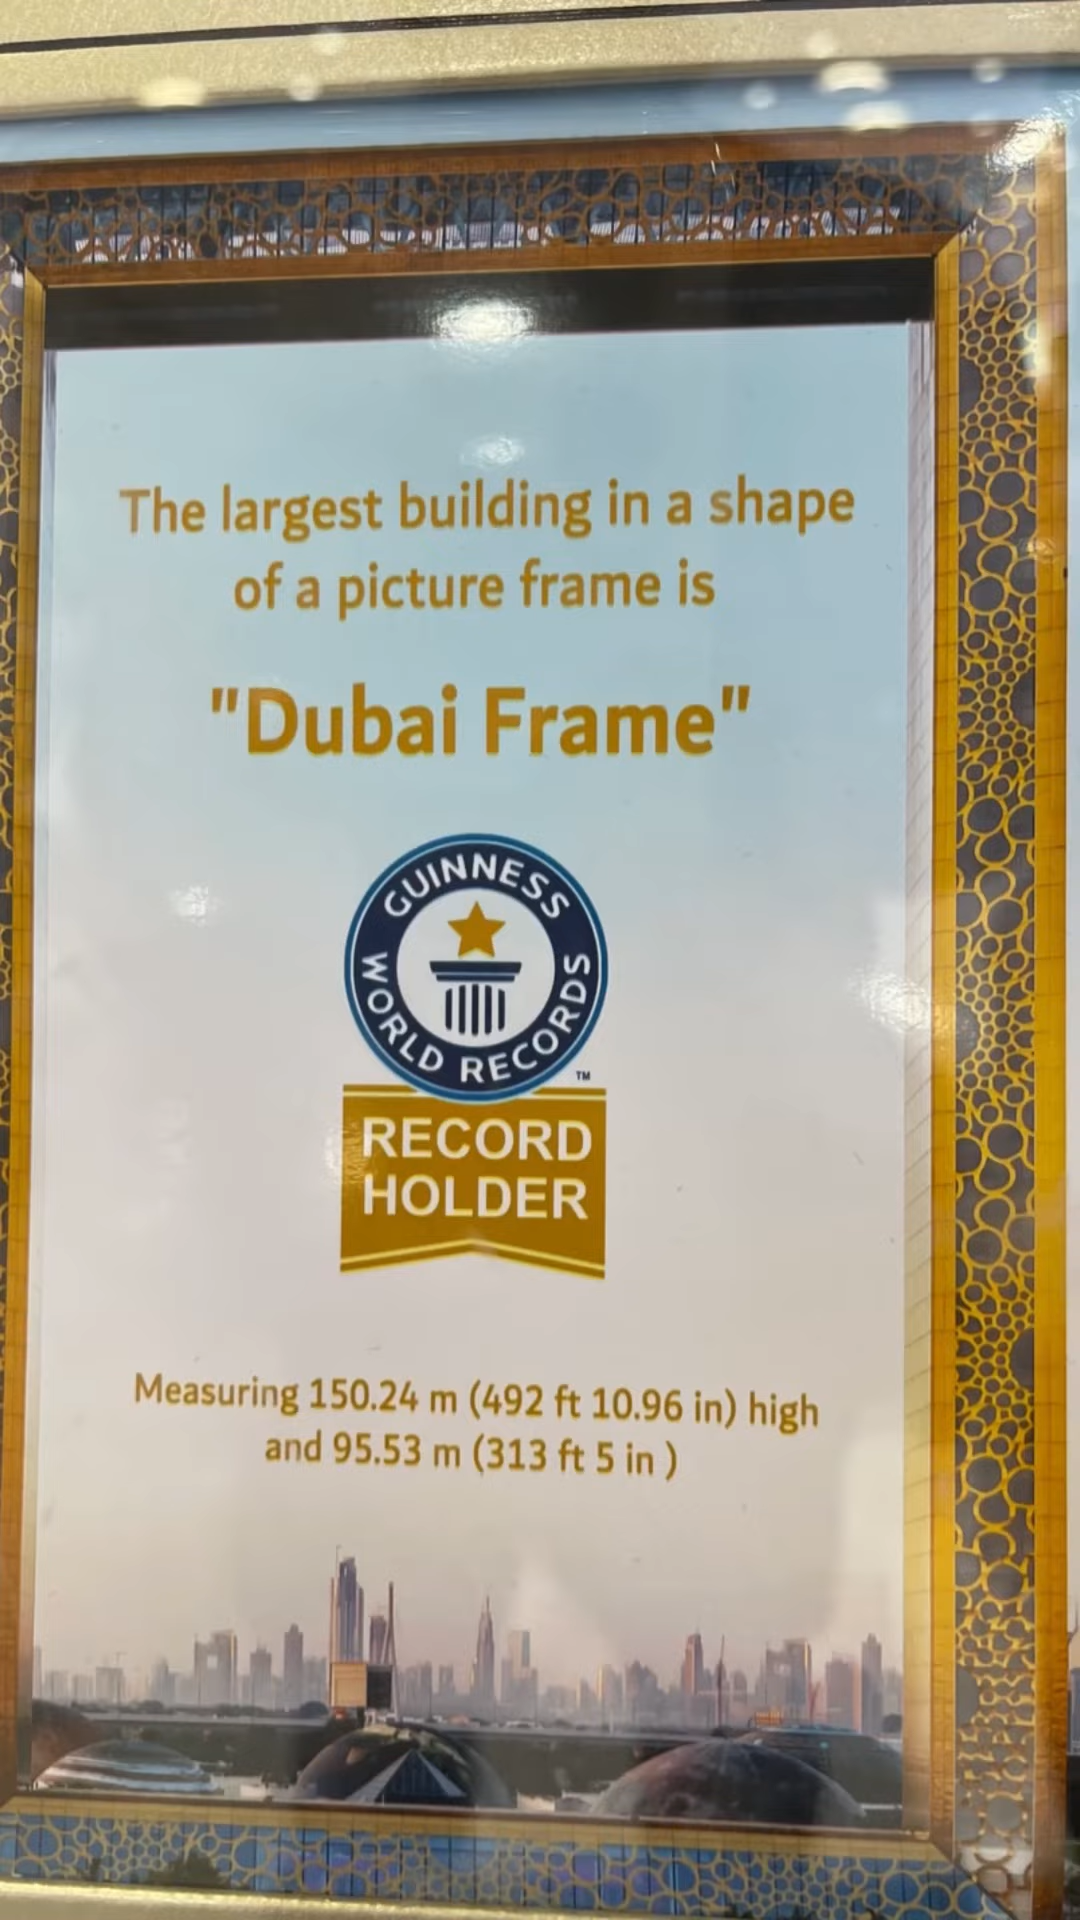 The largest building in a shape
of a picture frame is
"Dubai Frame"
GUINNESS
WORLD RECORDS
TM
RECORD
HOLDER
Measuring 150.24 m (492 ft 10.96 in) high
and 95.53 m (313 ft 5 in )